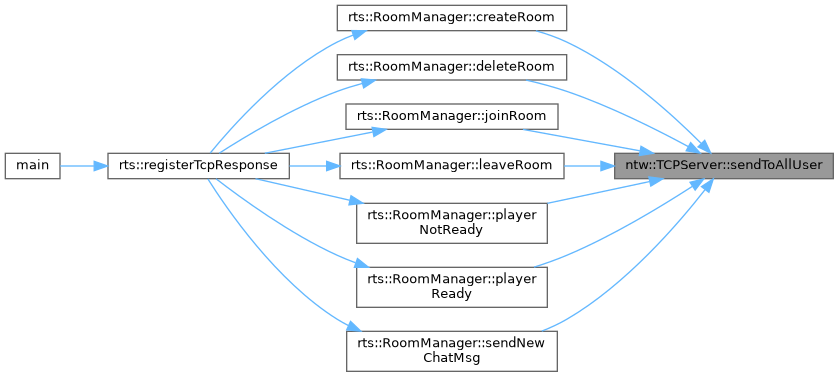 rts::RoomManager::createRoom
rts::RoomManager::deleteRoom
rts::RoomManager::joinRoom
main
rts::registerTcpResponse
rts::RoomManager::leaveRoom
ntw::TCPServer::sendToAllUser
rts::RoomManager::player
NotReady
rts::RoomManager::player
Ready
rts::RoomManager::sendNew
ChatMsg